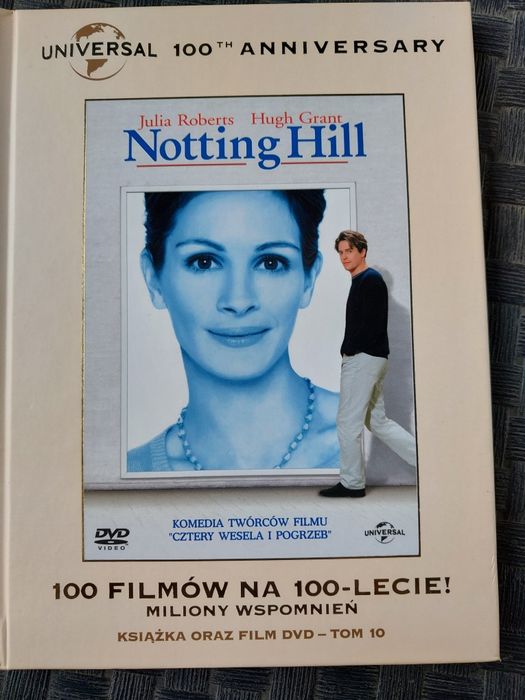 UNIVERSAL 100TH ANNIVERSARY
Julia Roberts Hugh Grant
Notting Hill
KOMEDIA TWÓRCÓW FILMU
"CZTERY WESELA I POGRZEB"
DVD
VIDEO
UNIVERSAL
100 FILMÓW NA 100-LECIE!
MILIONY WSPOMNIEŃ
KSIĄŻKA ORAZ FILM DVD – TOM 10